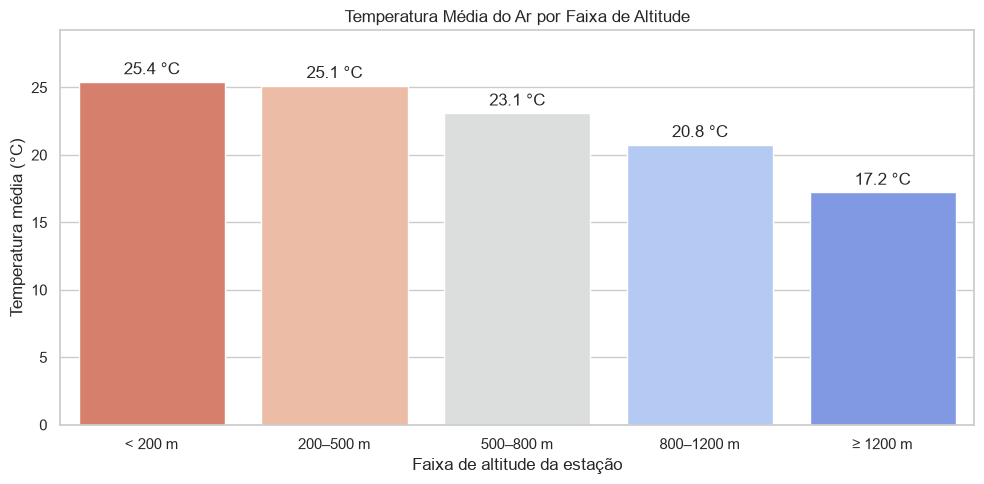 Temperatura Média do Ar por Faixa de Altitude
Temperatura média (°C)
25
20
15
10
5
0
25.4 °C
25.1 °C
23.1 °C
20.8 °C
17.2 °C
< 200 m
200–500 m
500–800 m
800–1200 m
≥ 1200 m
Faixa de altitude da estação